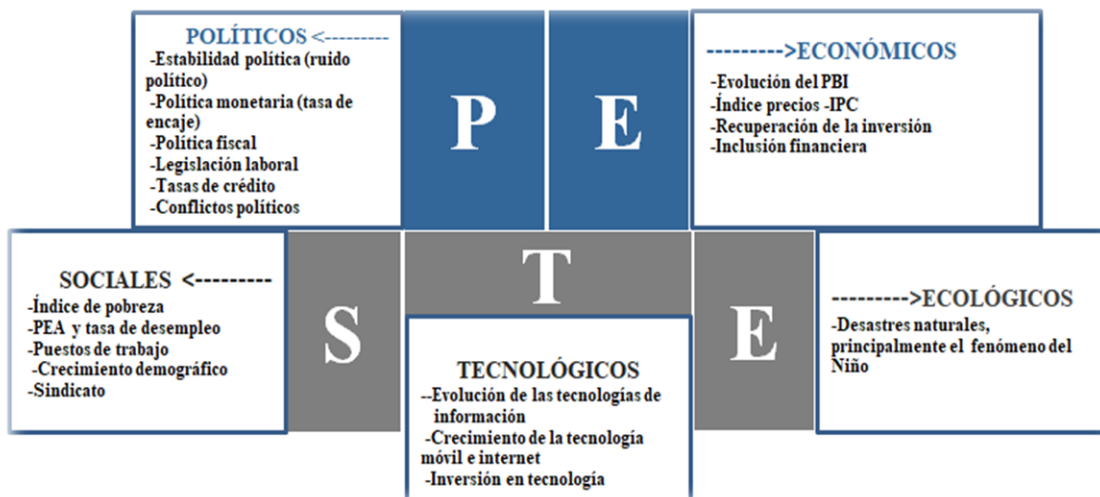 POLÍTICOS <---------
-Estabilidad política (ruido
político)
-Política monetaria (tasa de
encaje)
-Política fiscal
-Legislación laboral
-Tasas de crédito
-Conflictos políticos
P
E
---------->ECONÓMICOS
-Evolución del PBI
-Índice precios -IPC
-Recuperación de la inversión
-Inclusión financiera
SOCIALES <---------
-Índice de pobreza
-PEA y tasa de desempleo
-Puestos de trabajo
-Crecimiento demográfico
-Sindicato
S
T
TECNOLÓGICOS
--Evolución de las tecnologías de
información
-Crecimiento de la tecnología
móvil e internet
-Inversión en tecnología
E
---------->ECOLÓGICOS
-Desastres naturales,
principalmente el fenómeno del
Niño